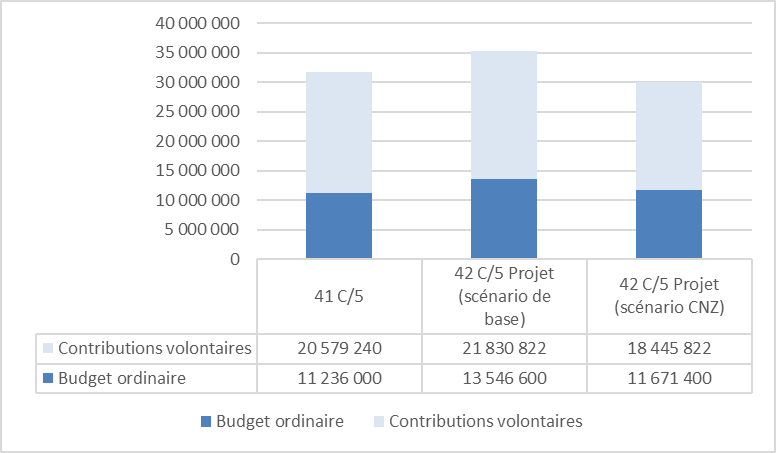 40 000 000
35 000 000
30 000 000
25 000 000
20 000 000
15 000 000
10 000 000
5 000 000
0
41 C/5
42 C/5 Projet
(scénario de
base)
42 C/5 Projet
(scénario CNZ)
Contributions volontaires 20 579 240 21 830 822 18 445 822
Budget ordinaire 11 236 000 13 546 600 11 671 400
Budget ordinaire Contributions volontaires